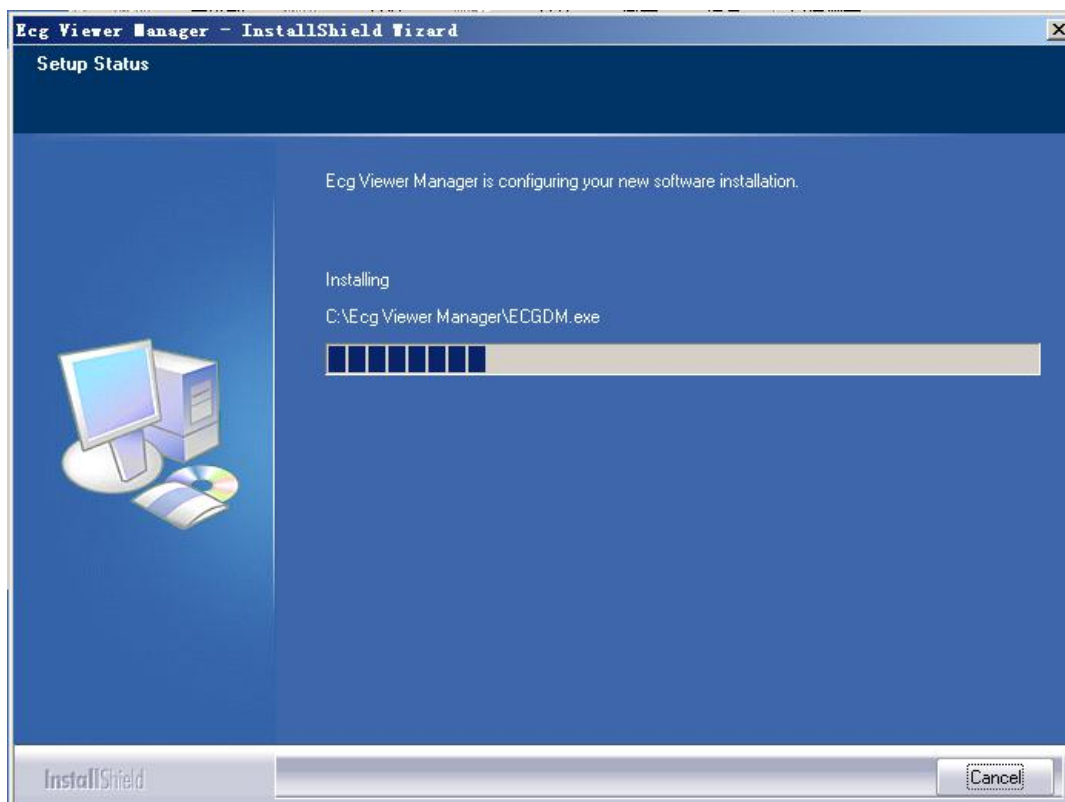 Ecg Viewer Manager - InstallShield Wizard
Setup Status
Ecg Viewer Manager is configuring your new software installation.
Installing
C:\Ecg Viewer Manager\ECGDM.exe
InstallShield
Cancel